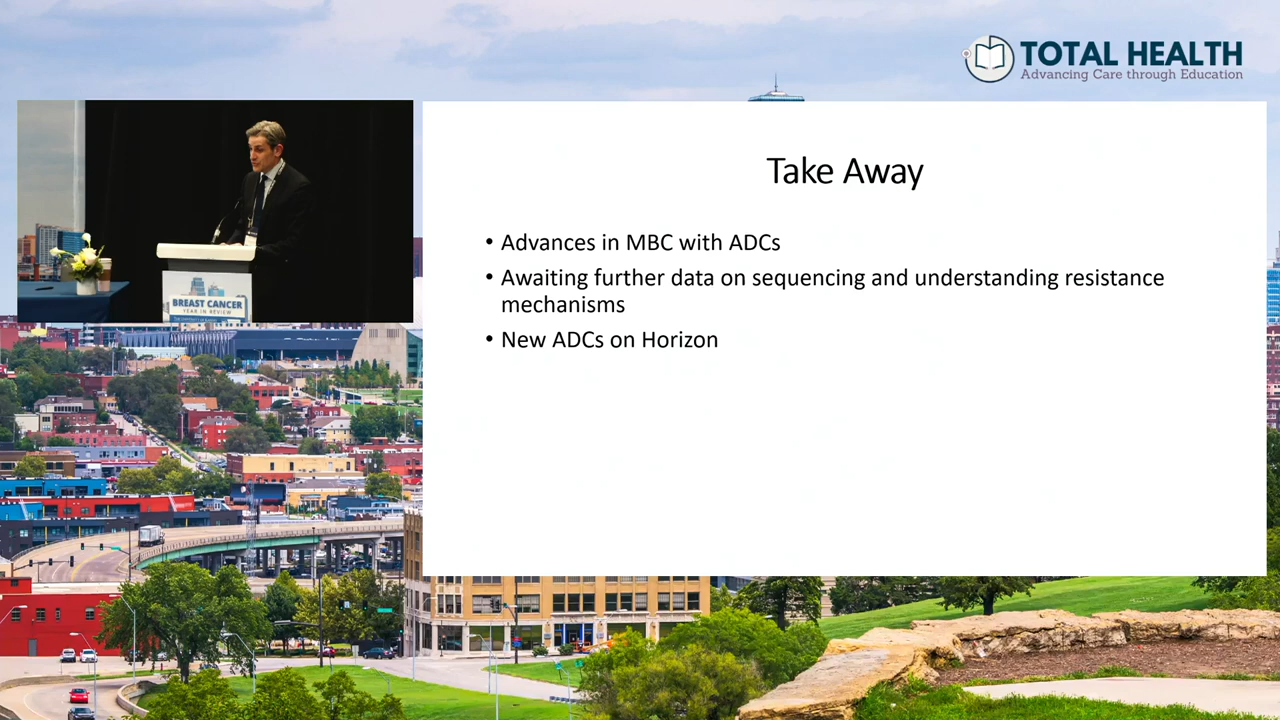 TOTAL HEALTH
Advancing Care through Education
Take Away
• Advances in MBC with ADCs
• Awaiting further data on sequencing and understanding resistance
mechanisms
• New ADCs on Horizon
BREAST CANCER
YEAR IN REVIEW